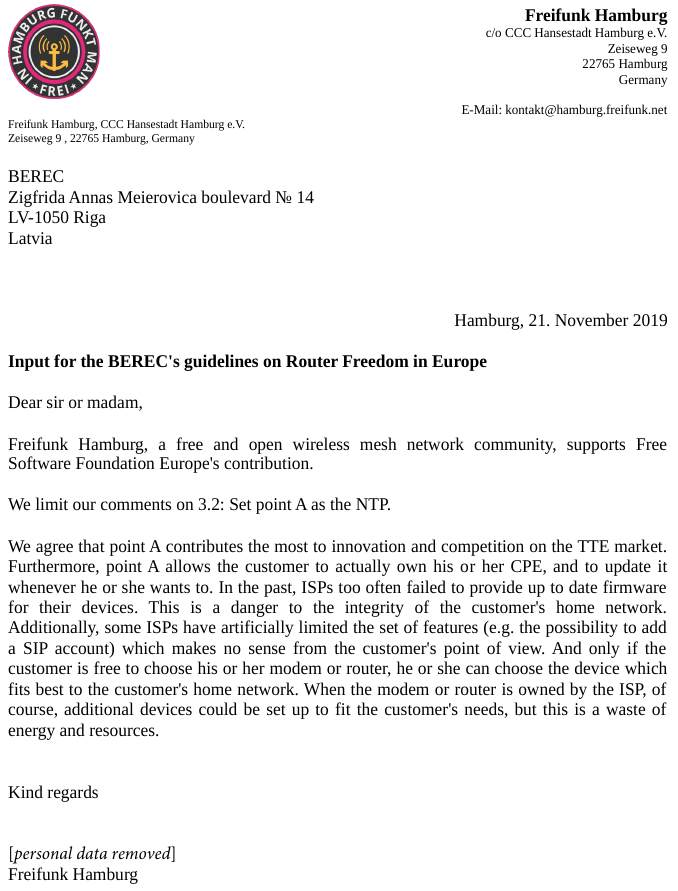 IN HAMBURG FUNKT MAN
★FREI★
Freifunk Hamburg
c/o CCC Hansestadt Hamburg e.V.
Zeiseweg 9
22765 Hamburg
Germany
E-Mail: kontakt@hamburg.freifunk.net
Freifunk Hamburg, CCC Hansestadt Hamburg e.V.
Zeiseweg 9 , 22765 Hamburg, Germany
BEREC
Zigfrida Annas Meierovica boulevard № 14
LV-1050 Riga
Latvia
Hamburg, 21. November 2019
Input for the BEREC's guidelines on Router Freedom in Europe
Dear sir or madam,
Freifunk Hamburg, a free and open wireless mesh network community, supports Free
Software Foundation Europe's contribution.
We limit our comments on 3.2: Set point A as the NTP.
We agree that point A contributes the most to innovation and competition on the TTE market.
Furthermore, point A allows the customer to actually own his or her CPE, and to update it
whenever he or she wants to. In the past, ISPs too often failed to provide up to date firmware
for their devices. This is a danger to the integrity of the customer's home network.
Additionally, some ISPs have artificially limited the set of features (e.g. the possibility to add
a SIP account) which makes no sense from the customer's point of view. And only if the
customer is free to choose his or her modem or router, he or she can choose the device which
fits best to the customer's home network. When the modem or router is owned by the ISP, of
course, additional devices could be set up to fit the customer's needs, but this is a waste of
energy and resources.
Kind regards
[personal data removed]
Freifunk Hamburg